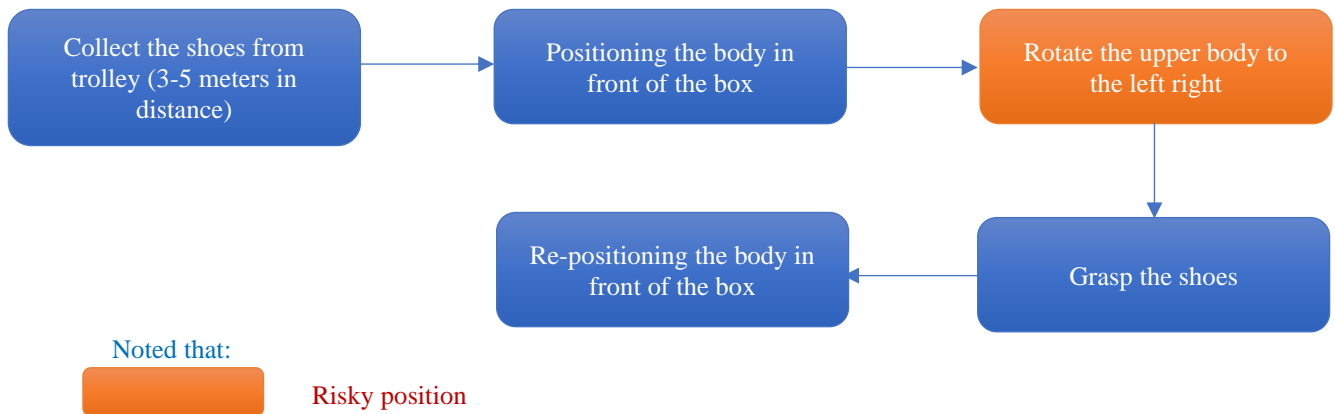 Collect the shoes from
trolley (3-5 meters in
distance)
Positioning the body in
front of the box
Rotate the upper body to
the left right
Grasp the shoes
Re-positioning the body in
front of the box
Noted that:
Risky position